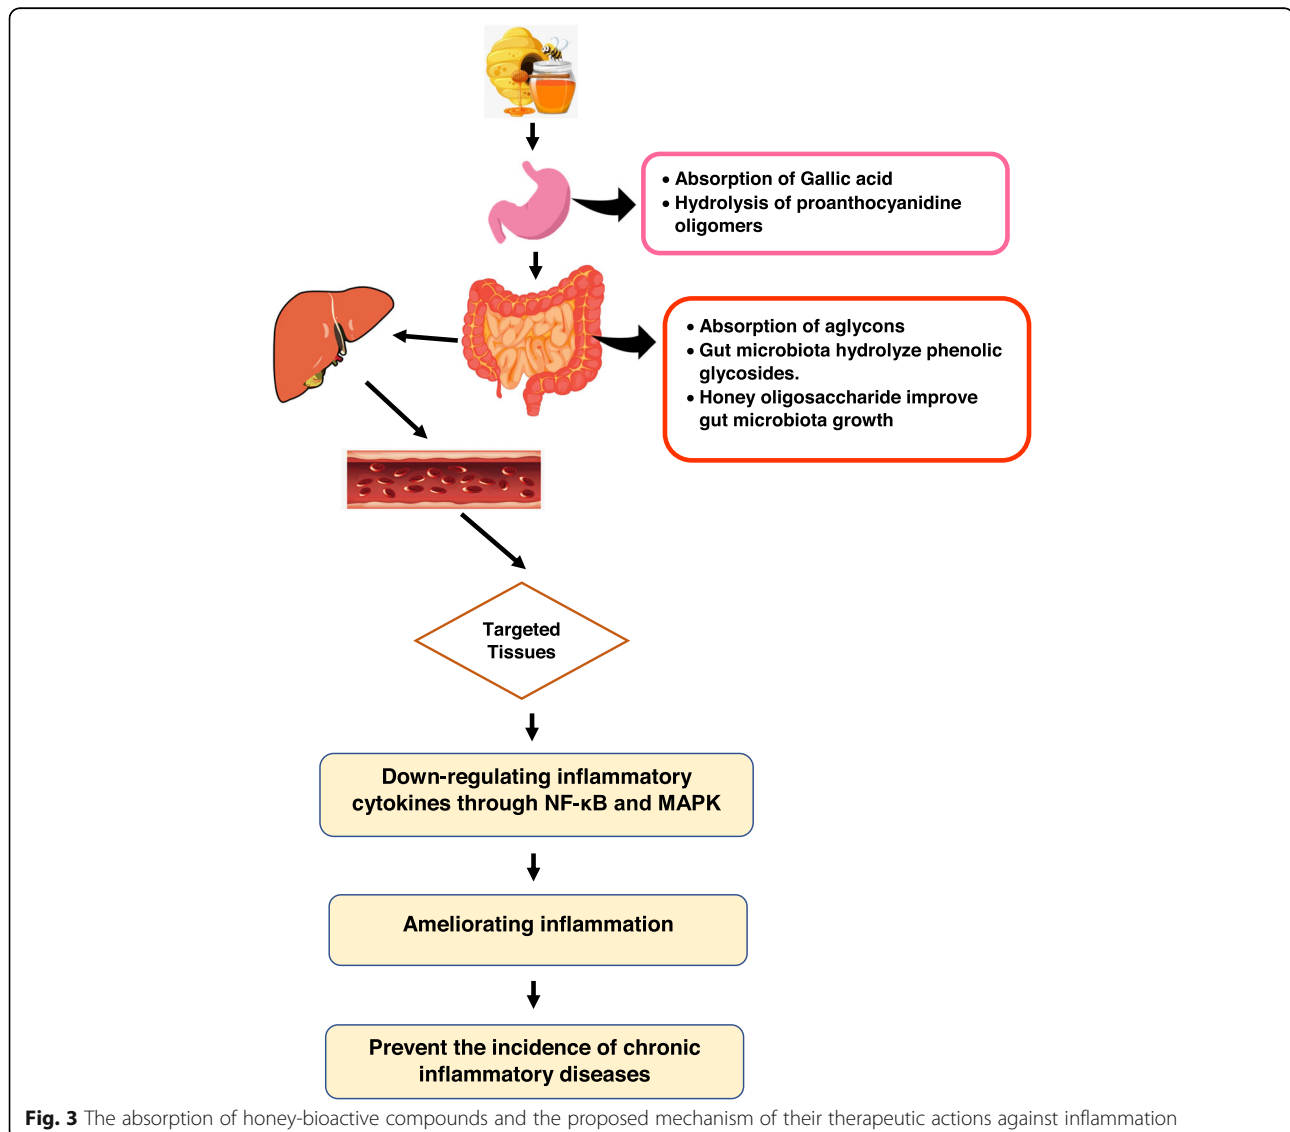 • Absorption of Gallic acid
• Hydrolysis of proanthocyanidine
oligomers
• Absorption of aglycons
• Gut microbiota hydrolyze phenolic
glycosides.
• Honey oligosaccharide improve
gut microbiota growth
Targeted
Tissues
Down-regulating inflammatory
cytokines through NF-κB and MAPK
Ameliorating inflammation
Prevent the incidence of chronic
inflammatory diseases
Fig. 3 The absorption of honey-bioactive compounds and the proposed mechanism of their therapeutic actions against inflammation